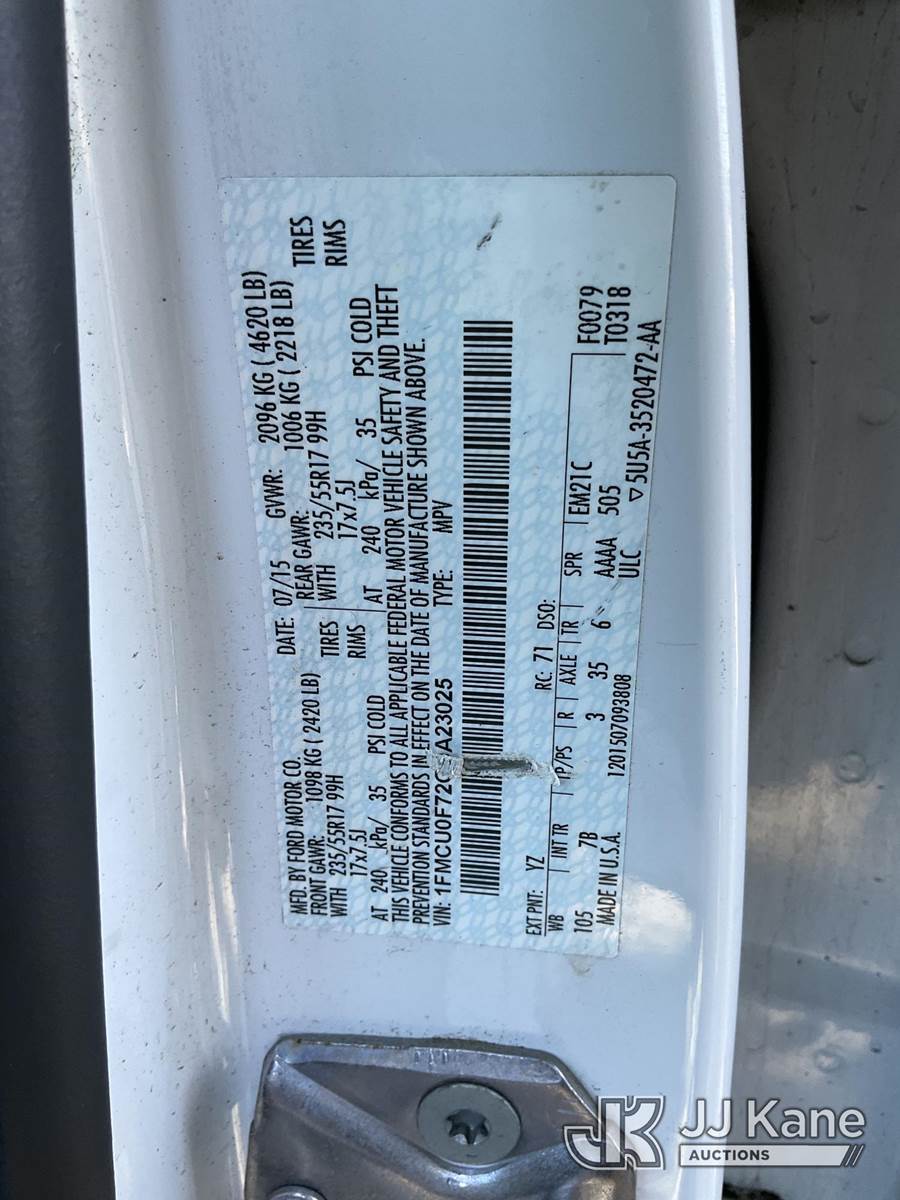 MFD. BY FORD MOTOR CO.
DATE: 07/15 GVWR: 2096 KG ( 4620 LB)
FRONT GAWR: 1098 KG ( 2420 LB)
REAR GAWR: 1006 KG ( 2218 LB)
WITH 235/55R17 99H TIRES
WITH 235/55R17 99H TIRES
17x7.5J RIMS
17x7.5J RIMS
AT 240 kPa/ 35 PSI COLD
AT 240 kPa/ 35 PSI COLD
THIS VEHICLE CONFORMS TO ALL APPLICABLE FEDERAL MOTOR VEHICLE SAFETY AND THEFT
PREVENTION STANDARDS IN EFFECT ON THE DATE OF MANUFACTURE SHOWN ABOVE.
VIN: TYPE: MPV
EXT PNT: YZ RC: 71 DSO:
WB INT TR TP/PS R AXLE TR SPR EM21C F0079
105 7B 3 35 6 AAAA 505 T0318
MADE IN U.S.A. 1201507093808 ULC ▽5U5A-3520472-AA
JK JJ Kane
AUCTIONS